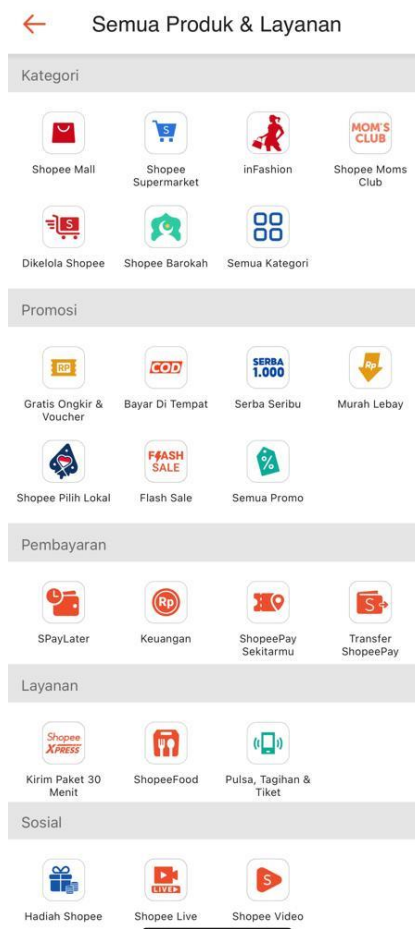 Semua Produk & Layanan
Kategori
MOM'S
CLUB
S
Shopee Mall
Shopee
Supermarket
inFashion
Shopee Moms
Club
S
Dikelola Shopee
Shopee Barokah
Semua Kategori
Promosi
RP
COD
SERBA
1.000
Rp
Gratis Ongkir &
Voucher
Bayar Di Tempat
Serba Seribu
Murah Lebay
FLASH
SALE
%
Shopee Pilih Lokal
Flash Sale
Semua Promo
Pembayaran
Rp
S
SPayLater
Keuangan
ShopeePay
Sekitarmu
Transfer
ShopeePay
Layanan
Shopee
XPRESS
Kirim Paket 30
Menit
ShopeeFood
Pulsa, Tagihan &
Tiket
Sosial
LIVE
S
Hadiah Shopee
Shopee Live
Shopee Video